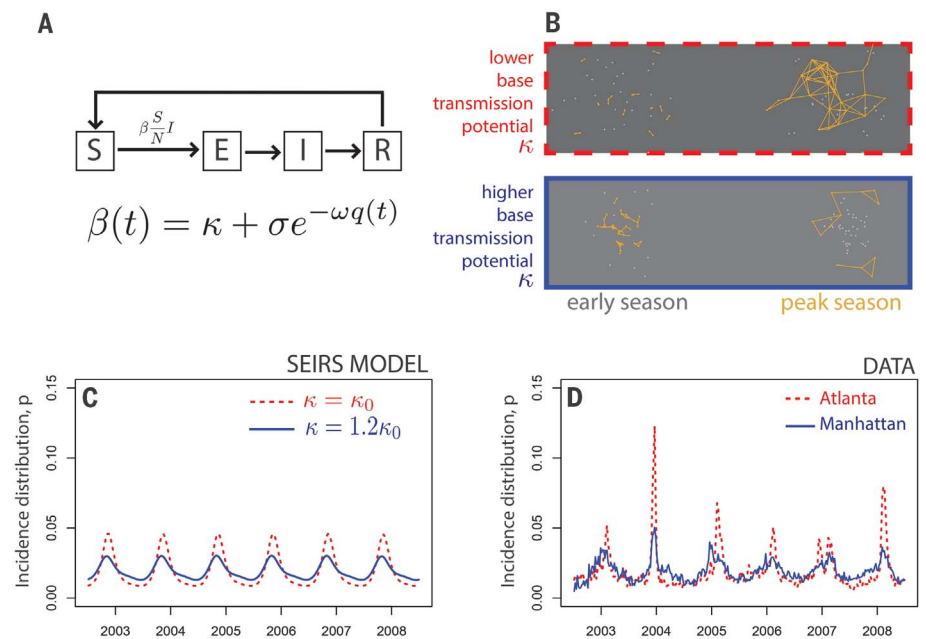 A
β S/N I
S E I R
β(t) = κ + σe^{−ωq(t)}
B
lower
base
transmission
potential
κ
higher
base
transmission
potential
κ
early season
peak season
SEIRS MODEL
C
κ = κ₀
κ = 1.2κ₀
Incidence distribution, p
0.15
0.10
0.05
0.00
2003 2004 2005 2006 2007 2008
DATA
D
Atlanta
Manhattan
Incidence distribution, p
0.15
0.10
0.05
0.00
2003 2004 2005 2006 2007 2008